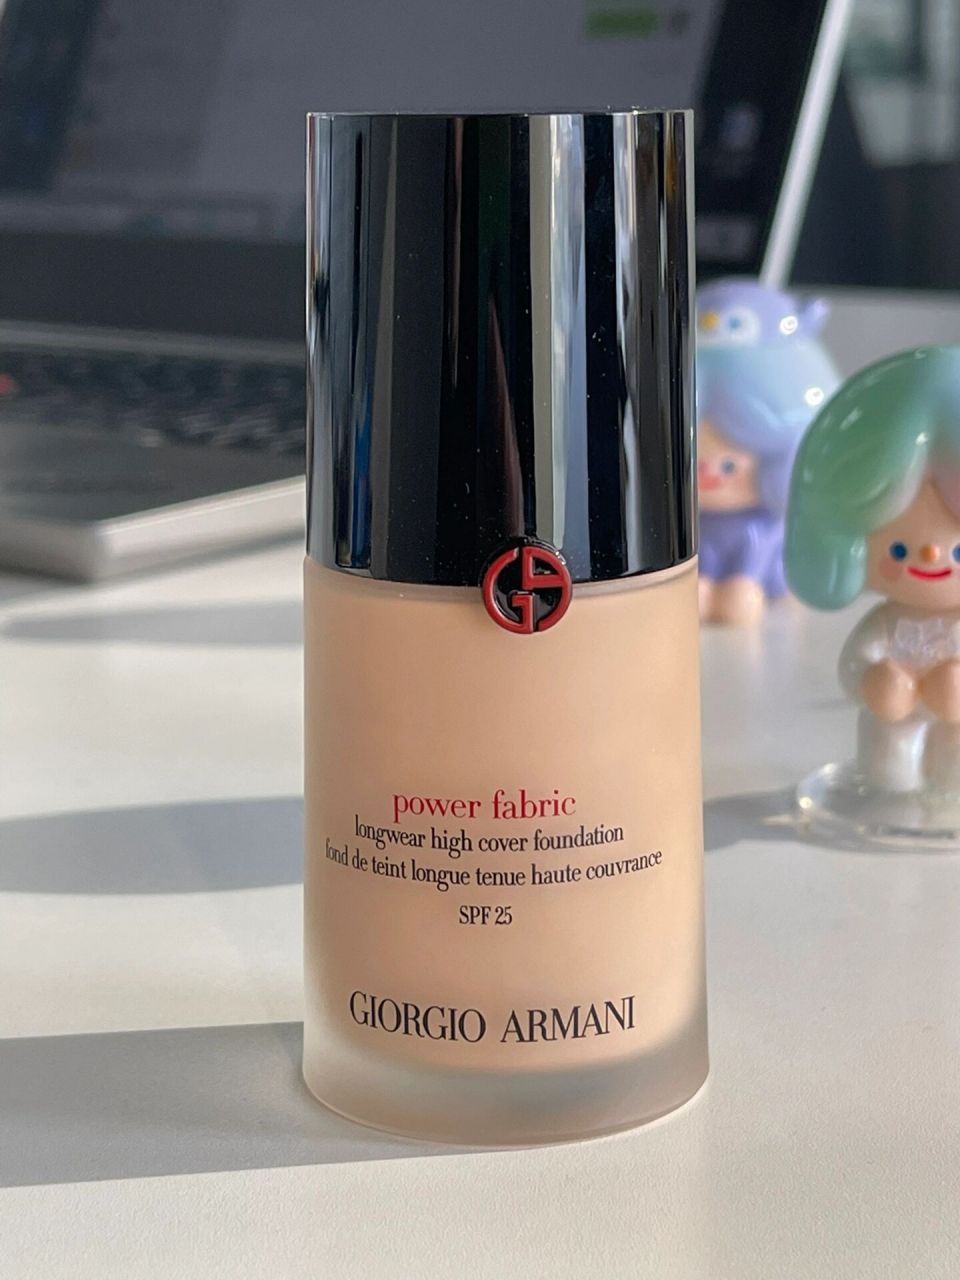 power fabric
longwear high cover foundation
fond de teint longue tenue haute couvrance
SPF 25
GIORGIO ARMANI